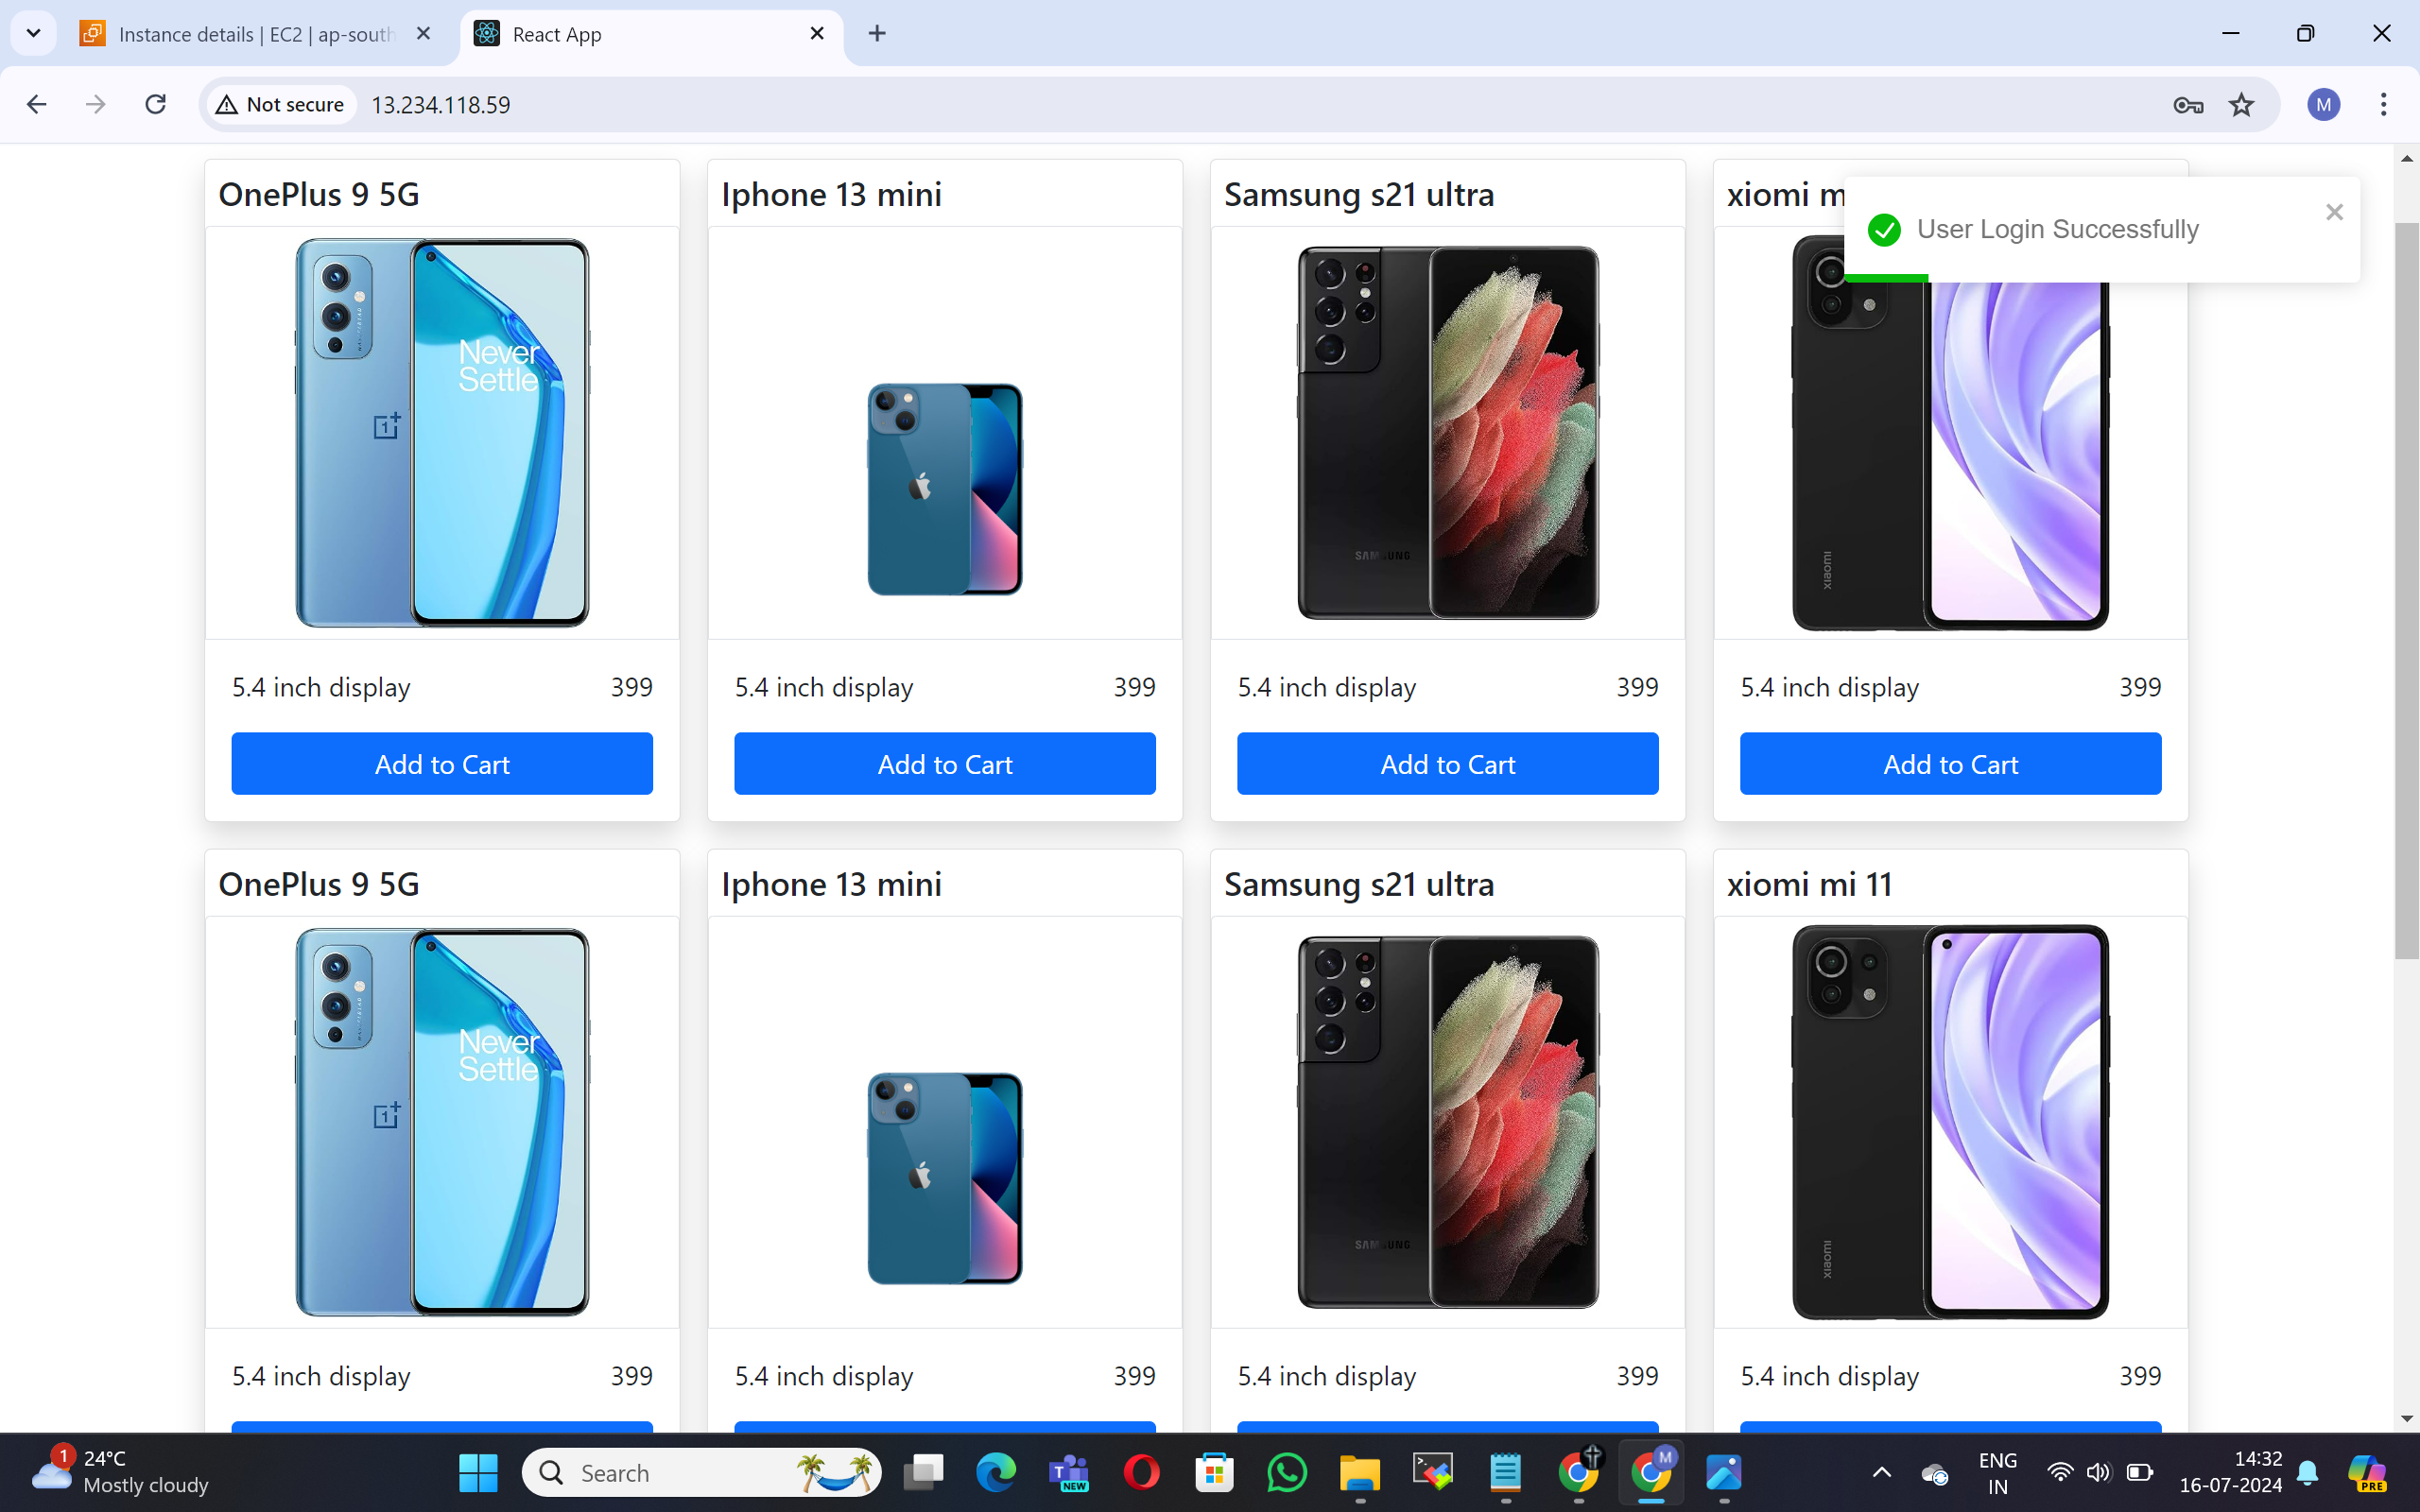 Instance details | EC2 | ap-south
React App
Not secure
13.234.118.59
M
OnePlus 9 5G
Iphone 13 mini
Samsung s21 ultra
xiomi m
User Login Successfully
Never
Settle
SAMSUNG
xiaomi
5.4 inch display 399
5.4 inch display 399
5.4 inch display 399
5.4 inch display 399
Add to Cart
Add to Cart
Add to Cart
Add to Cart
OnePlus 9 5G
Iphone 13 mini
Samsung s21 ultra
xiomi mi 11
Never
Settle
SAMSUNG
xiaomi
5.4 inch display 399
5.4 inch display 399
5.4 inch display 399
5.4 inch display 399
1
24°C
Mostly cloudy
Search
T
NEW
M
ENG
IN
14:32
16-07-2024
PRE